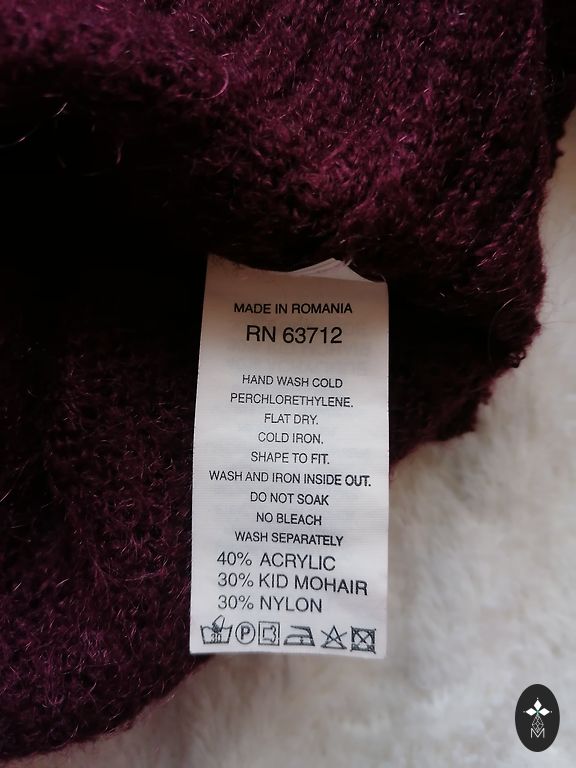 MADE IN ROMANIA
RN 63712
HAND WASH COLD
PERCHLORETHYLENE.
FLAT DRY.
COLD IRON.
SHAPE TO FIT.
WASH AND IRON INSIDE OUT.
DO NOT SOAK
NO BLEACH
WASH SEPARATELY
40% ACRYLIC
30% KID MOHAIR
30% NYLON
30 P
M